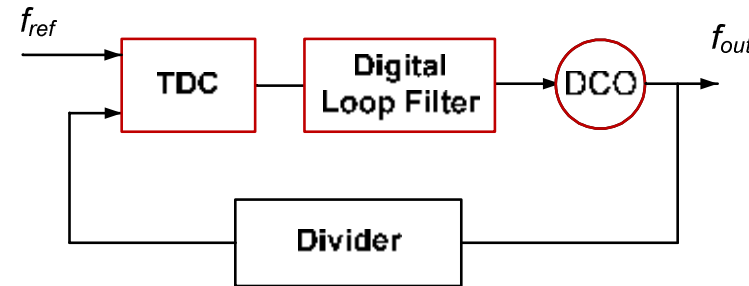 fref
TDC
Digital
Loop Filter
DCO
fout
Divider